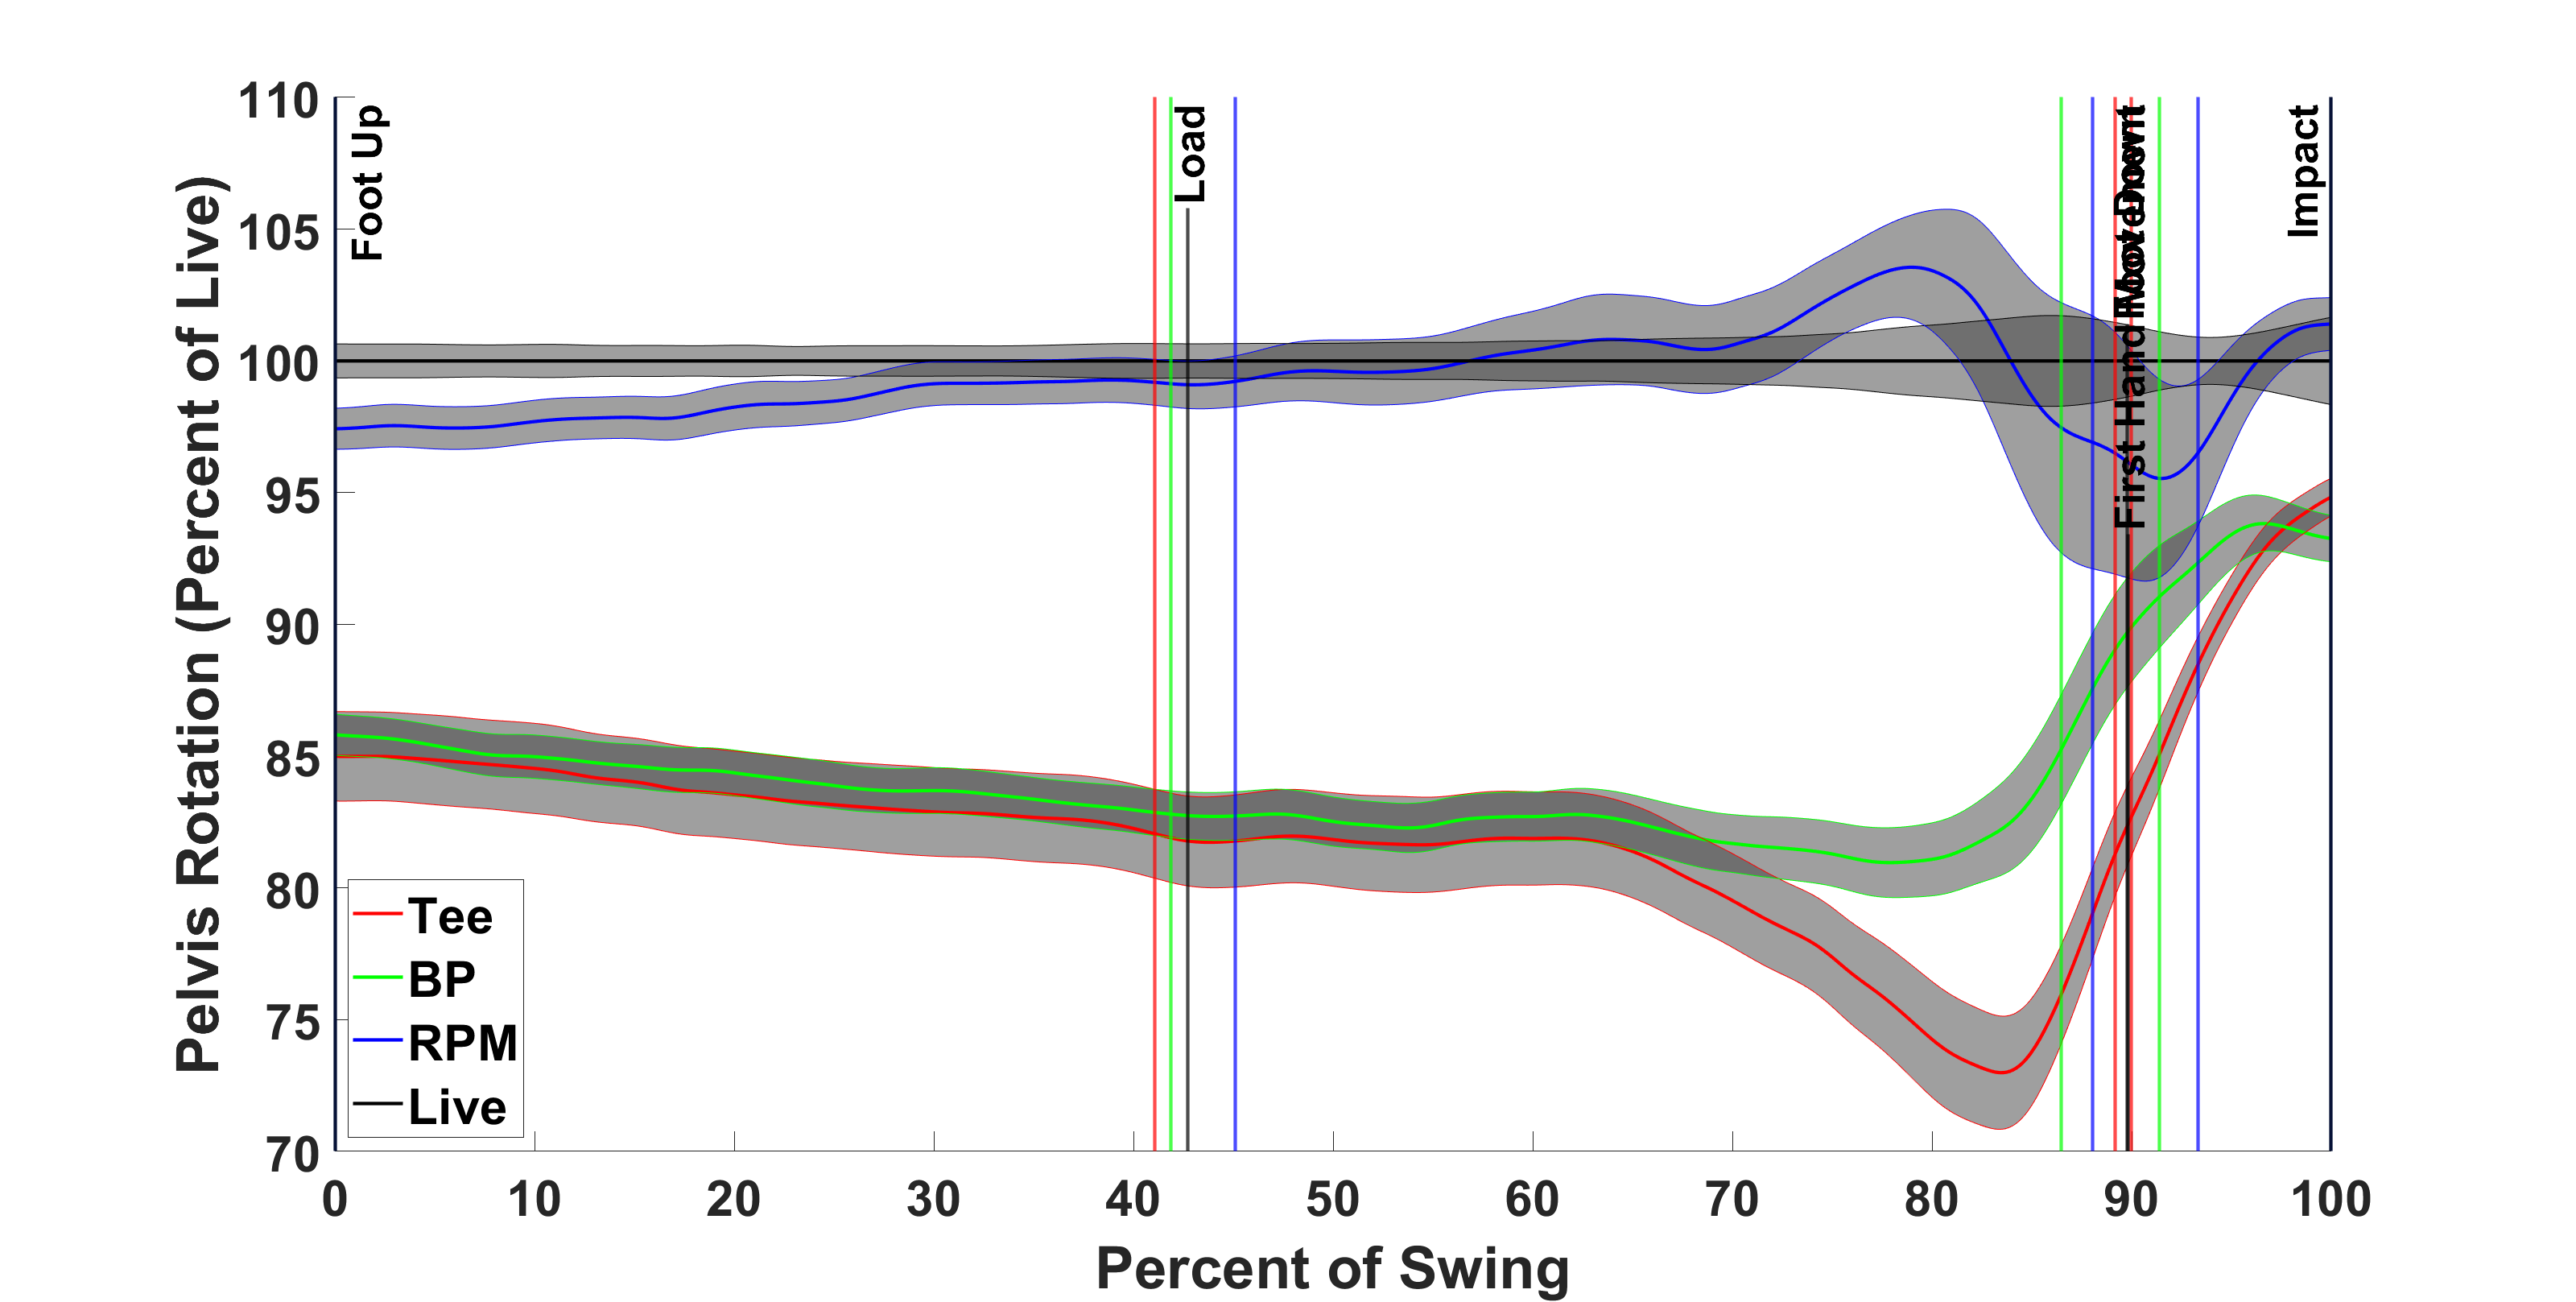 Pelvis Rotation (Percent of Live)
110
105
100
95
90
85
80
75
70
Foot Up
Load
First Hand Movement
Foot Down
Impact
Tee
BP
RPM
Live
0 10 20 30 40 50 60 70 80 90 100
Percent of Swing